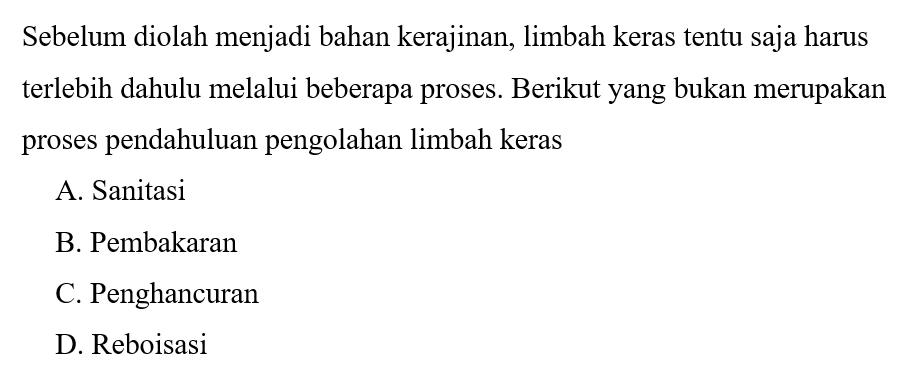 Sebelum diolah menjadi bahan kerajinan, limbah keras tentu saja harus
terlebih dahulu melalui beberapa proses. Berikut yang bukan merupakan
proses pendahuluan pengolahan limbah keras
A. Sanitasi
B. Pembakaran
C. Penghancuran
D. Reboisasi